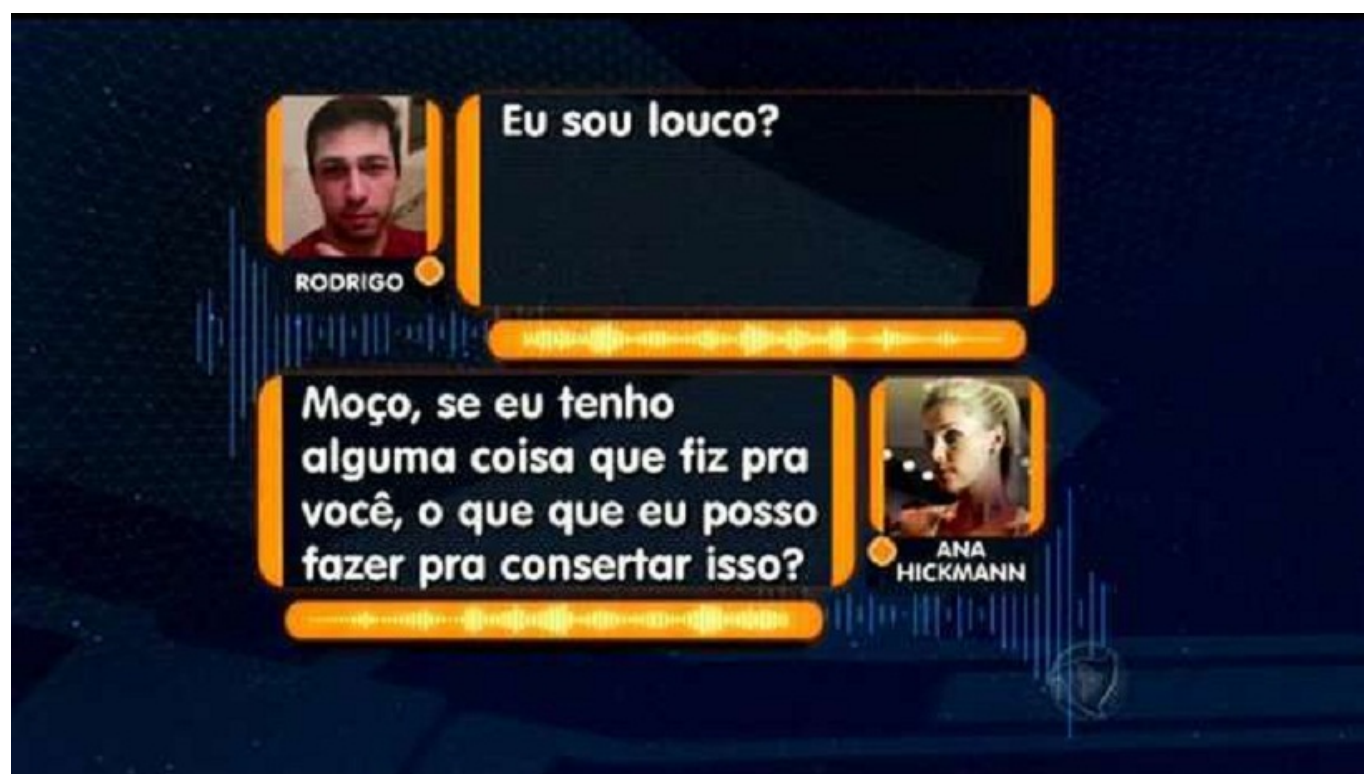 Eu sou louco?
RODRIGO
Moço, se eu tenho
alguma coisa que fiz pra
você, o que que eu posso
fazer pra consertar isso?
ANA
HICKMANN